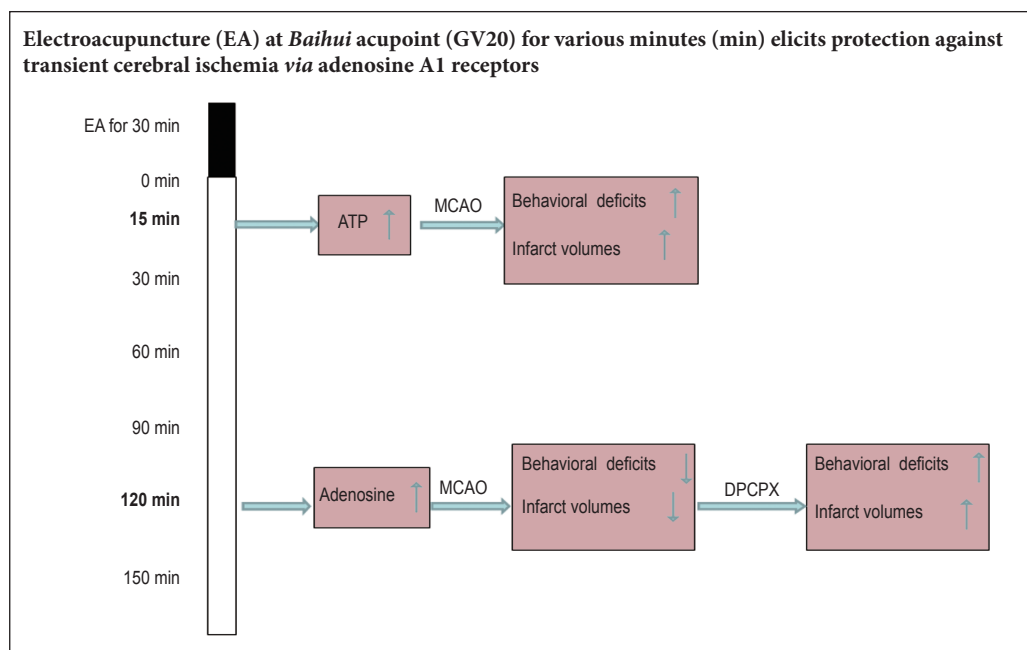 Electroacupuncture (EA) at Baihui acupoint (GV20) for various minutes (min) elicits protection against
transient cerebral ischemia via adenosine A1 receptors
EA for 30 min
0 min
15 min
ATP ↑
MCAO
Behavioral deficits ↑
Infarct volumes ↑
30 min
60 min
90 min
120 min
Adenosine ↑
MCAO
Behavioral deficits ↓
Infarct volumes ↓
DPCPX
Behavioral deficits ↑
Infarct volumes ↑
150 min